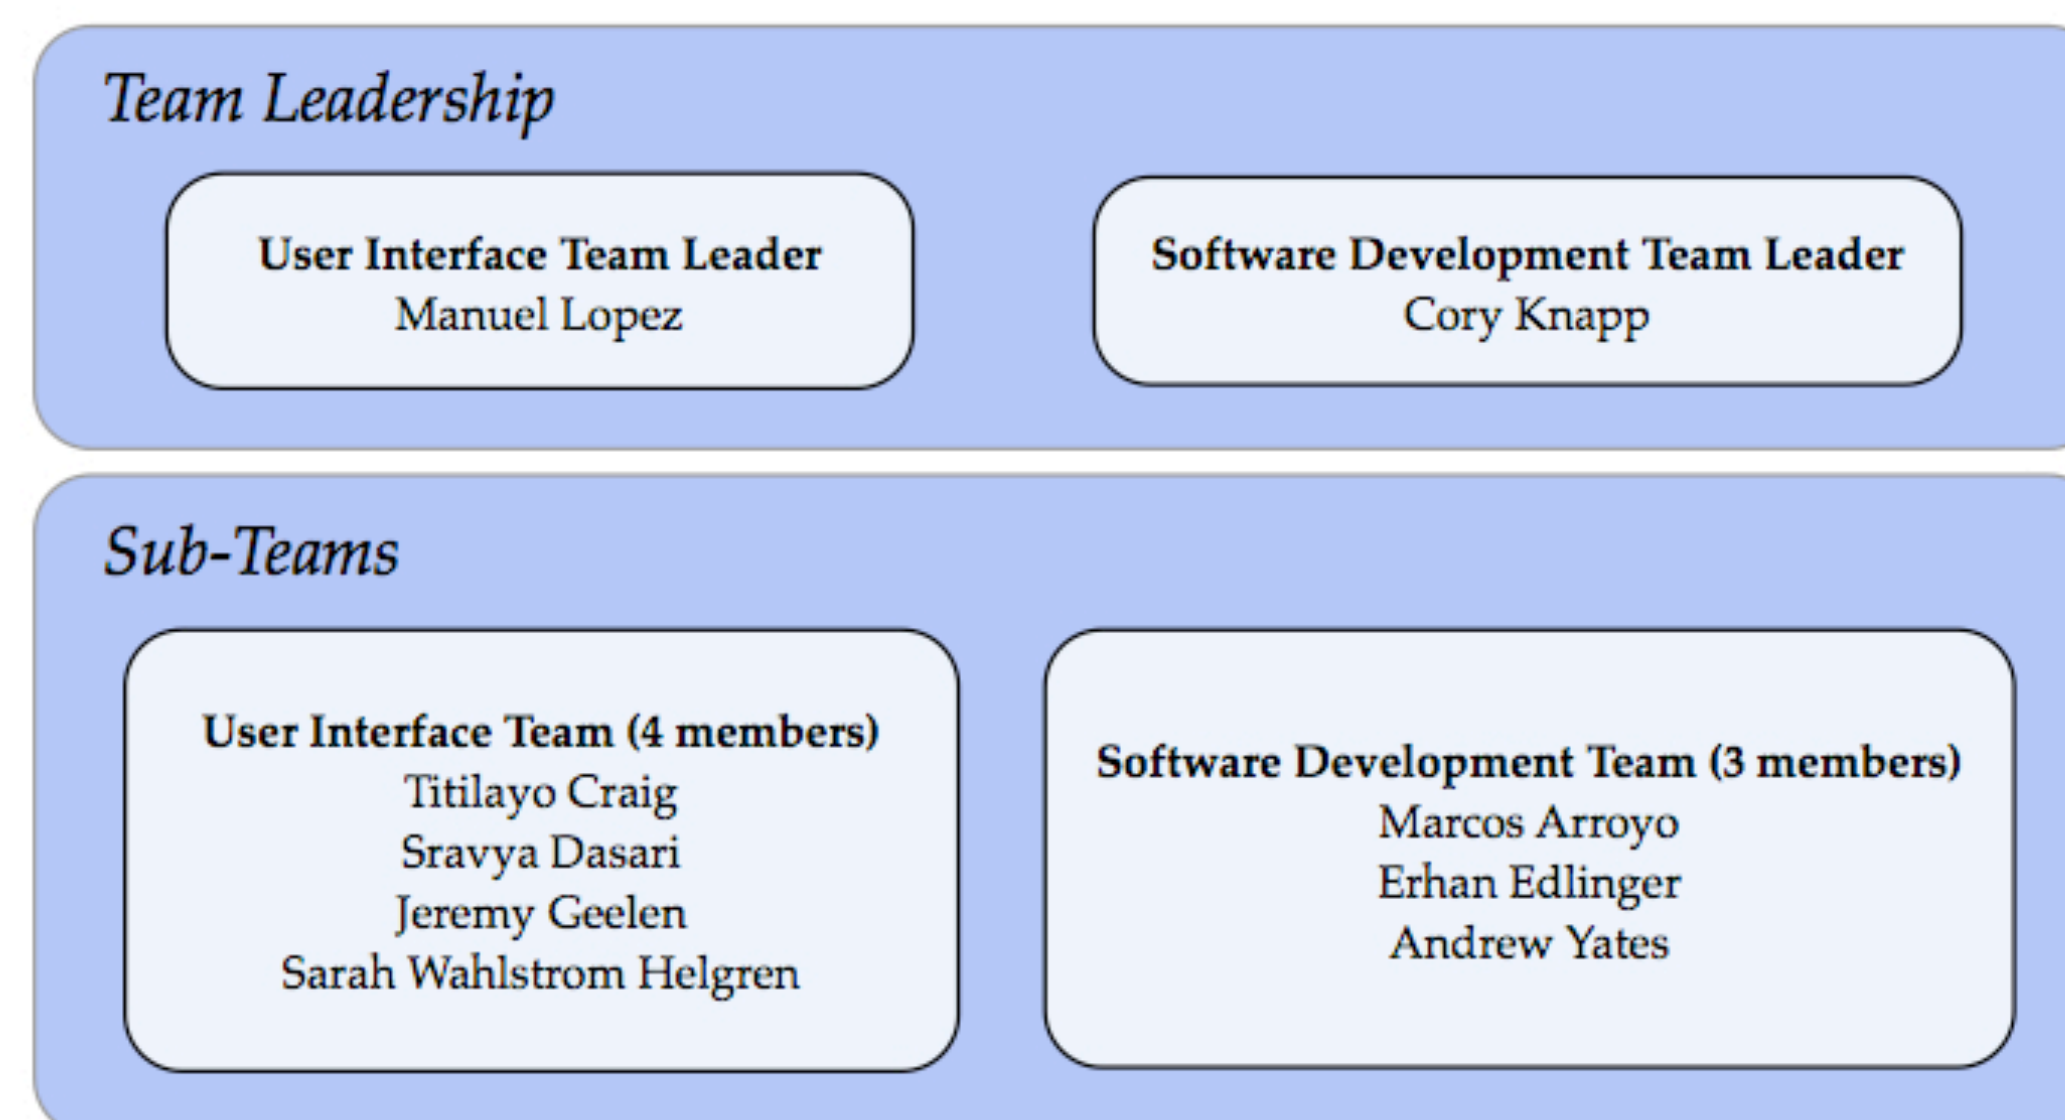 Team Leadership
User Interface Team Leader
Manuel Lopez
Software Development Team Leader
Cory Knapp
Sub-Teams
User Interface Team (4 members)
Titilayo Craig
Sravya Dasari
Jeremy Geelen
Sarah Wahlstrom Helgren
Software Development Team (3 members)
Marcos Arroyo
Erhan Edlinger
Andrew Yates